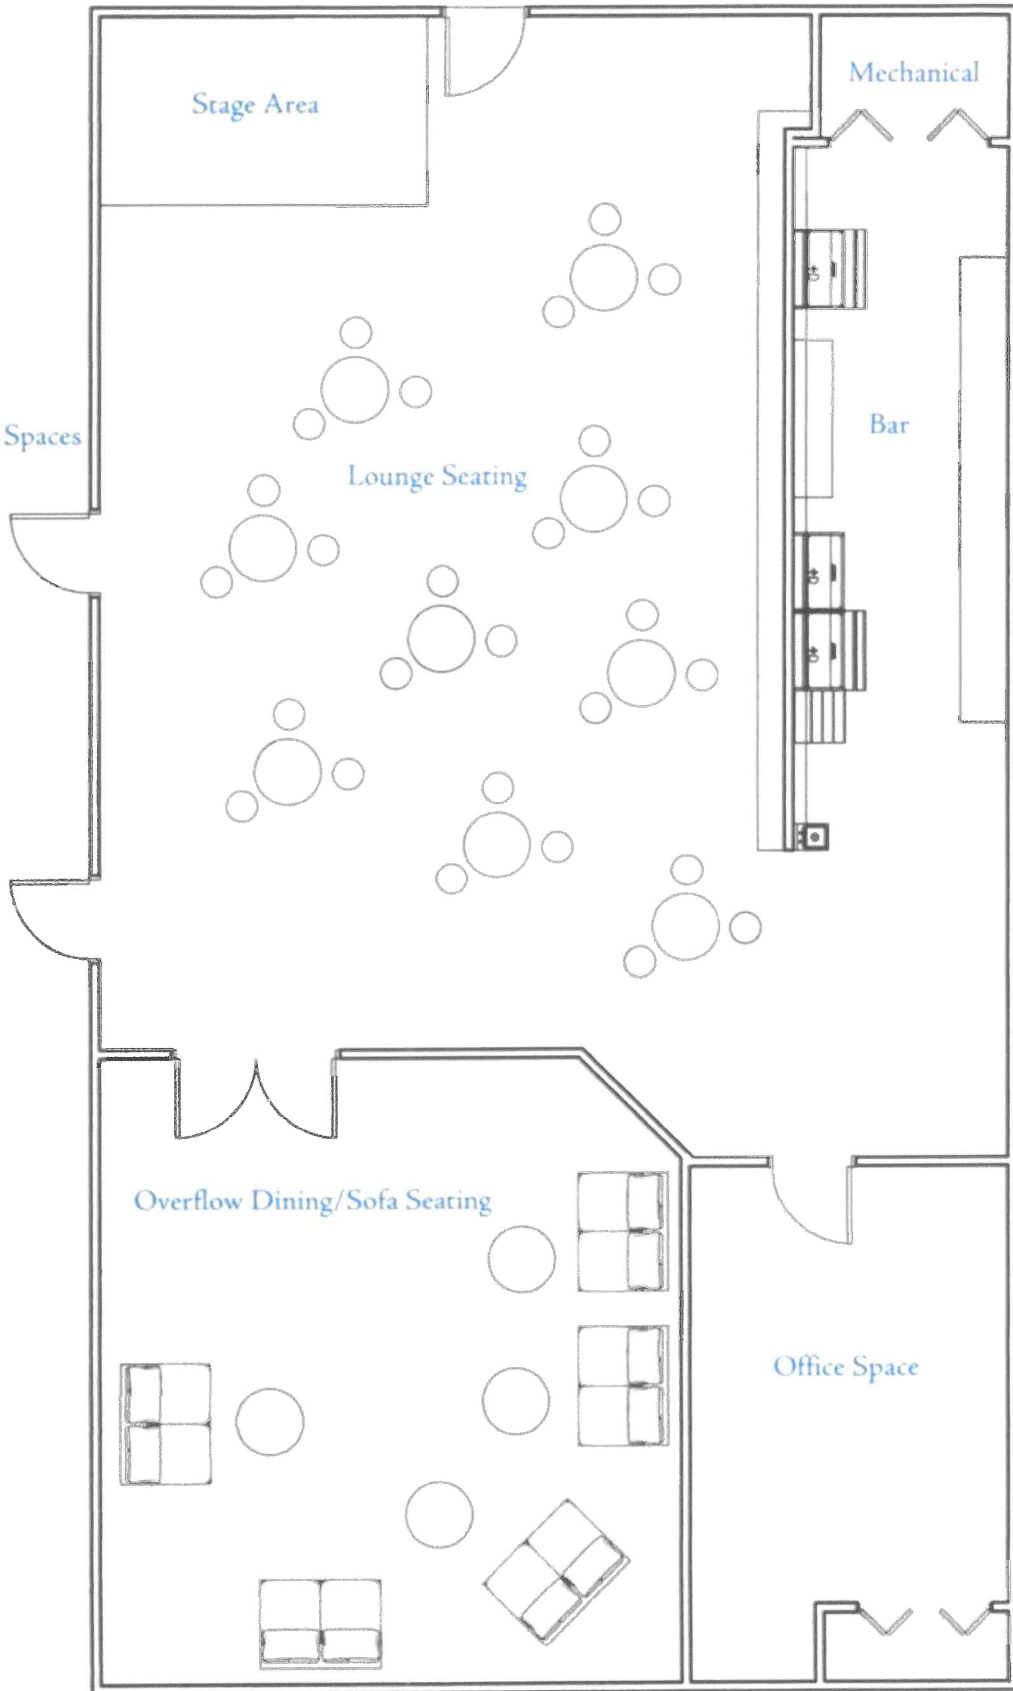 Stage Area
Mechanical
Spaces
Bar
Lounge Seating
Overflow Dining/Sofa Seating
Office Space